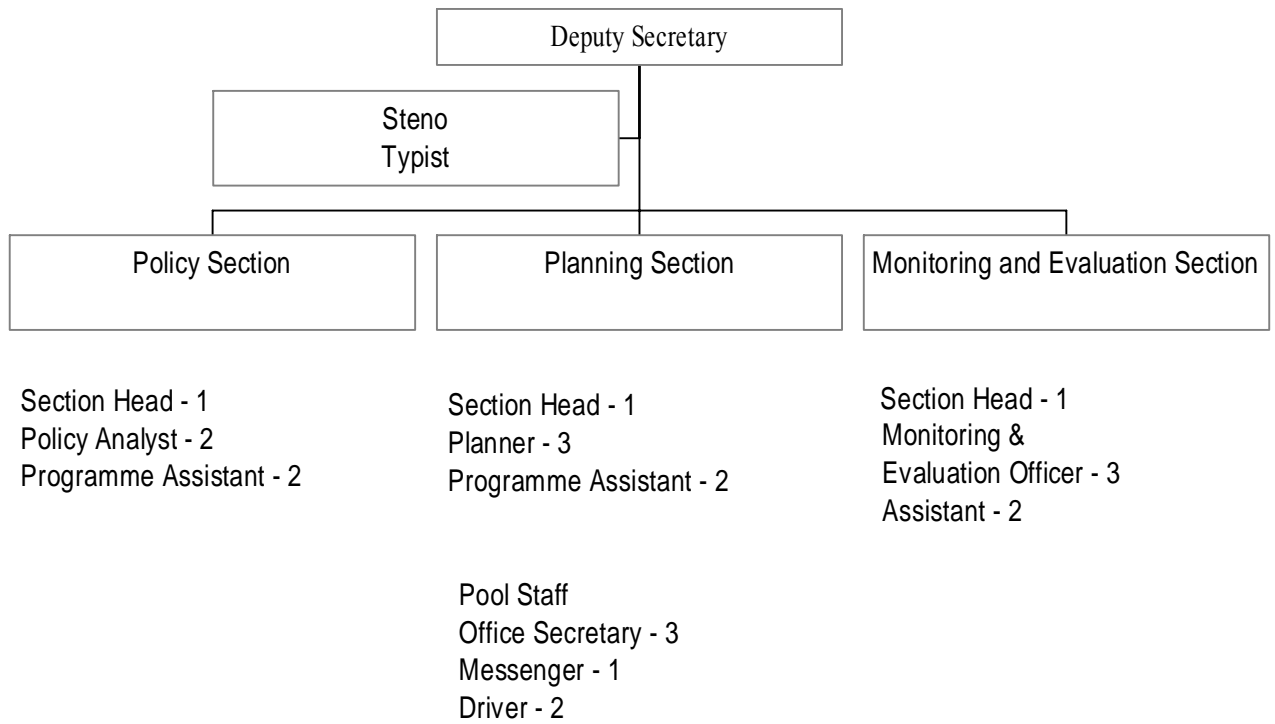 Deputy Secretary
Steno
Typist
Policy Section
Planning Section
Monitoring and Evaluation Section
Section Head - 1
Policy Analyst - 2
Programme Assistant - 2
Section Head - 1
Planner - 3
Programme Assistant - 2
Section Head - 1
Monitoring &
Evaluation Officer - 3
Assistant - 2
Pool Staff
Office Secretary - 3
Messenger - 1
Driver - 2